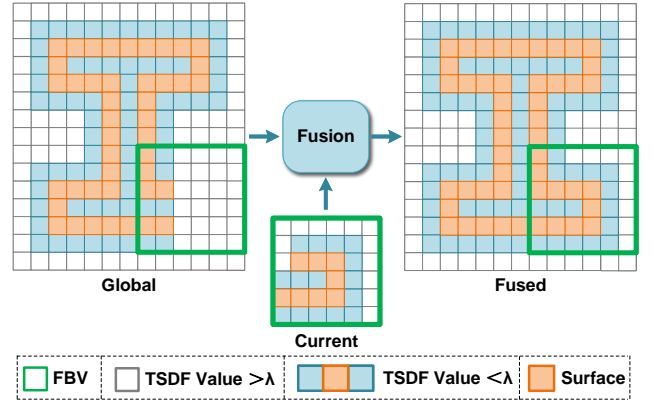 Fusion
Global
Fused
Current
FBV
TSDF Value >λ
TSDF Value <λ
Surface